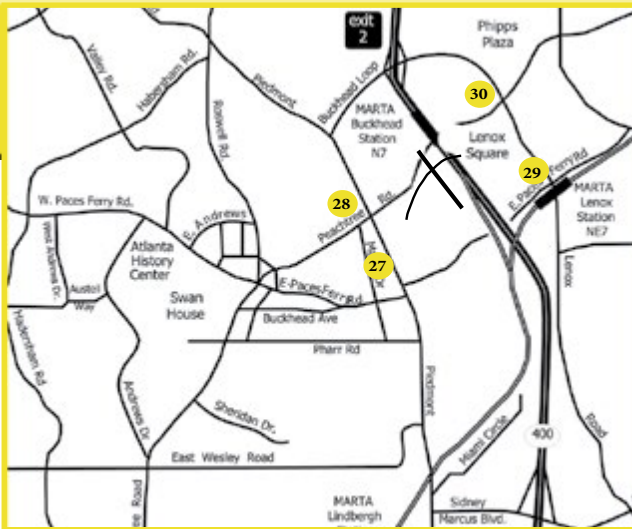 exit
2
Phipps
Plaza
Valley Rd.
Habersham Rd.
Roswell Rd
Piedmont
Buckhead Loop
30
MARTA
Buckhead
Station
N7
Lenox
Square
29
E. Paces Ferry Rd
MARTA
Lenox
Station
NE7
W. Paces Ferry Rd.
28
Peachtree Rd.
E. Andrews
West Andrews Dr.
Atlanta
History
Center
27
Austel
Way
Swan
House
E-Paces Ferry Rd.
Buckhead Ave
Lenox
Pharr Rd
Hadenham Rd
Andrews Dr
Piedmont
Sheridan Dr.
Miami Circle
400
Road
East Wesley Road
ee Road
MARTA
Lindbergh
Sidney
Marcus Blvd.